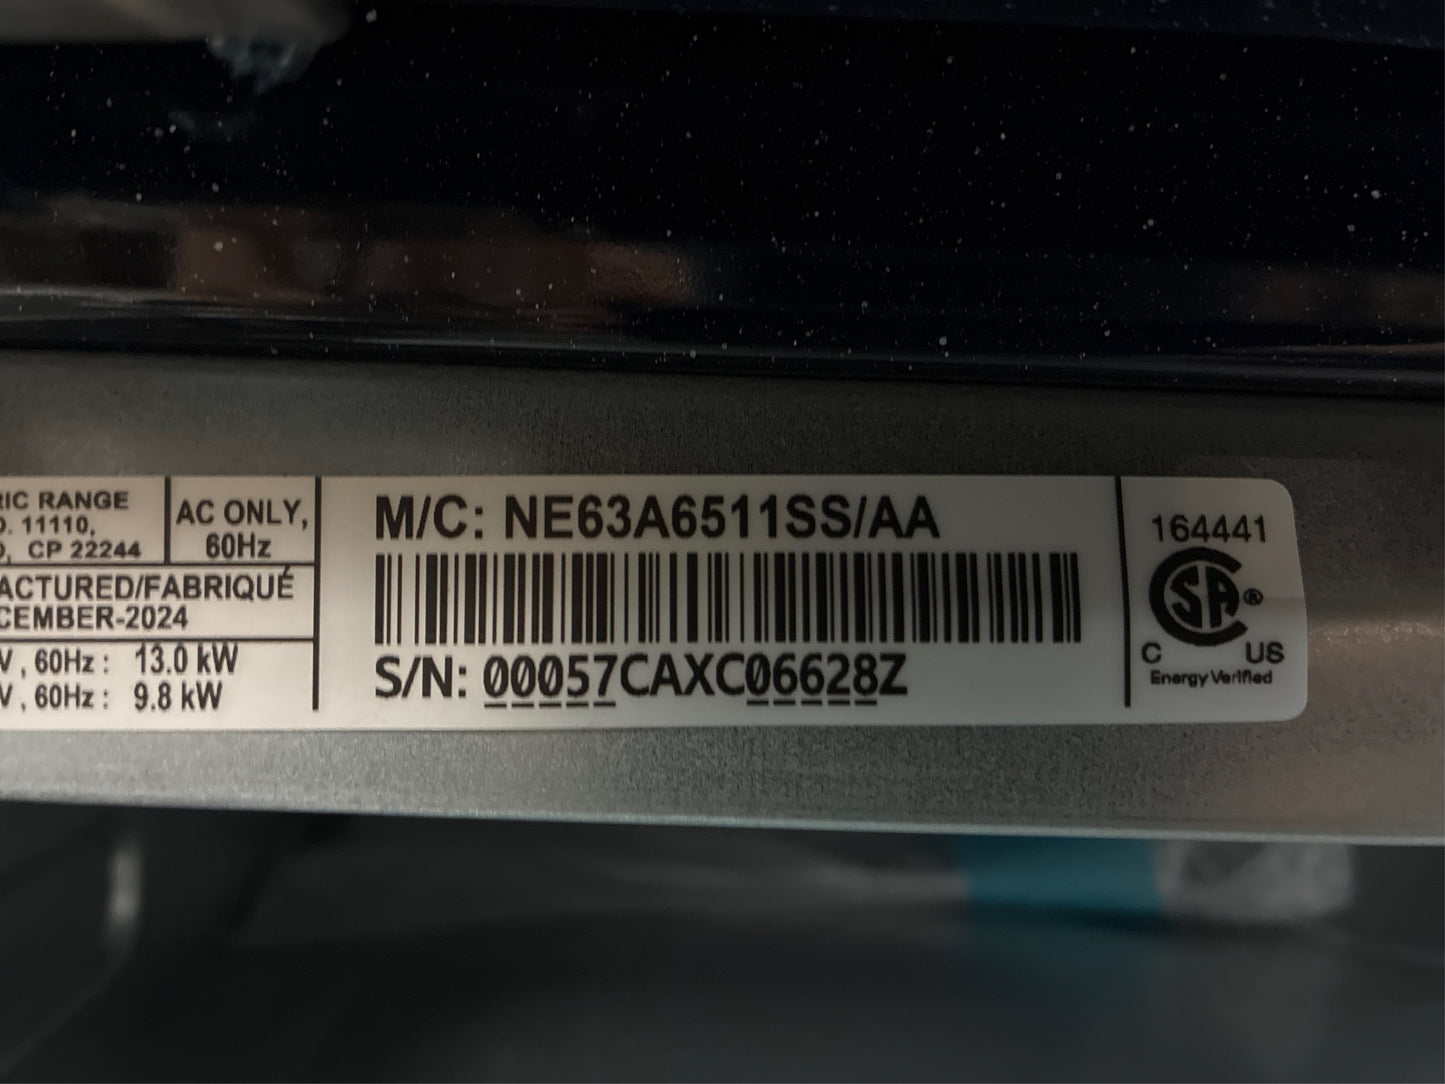 RIC RANGE
11110,
CP 22244
AC ONLY,
60Hz
ACTURED/FABRIQUÉ
CEMBER-2024
V , 60Hz : 13.0 kW
V , 60Hz : 9.8 kW
M/C: NE63A6511SS/AA
S/N: 00057CAXC06628Z
164441
CSA®
C US
Energy Verified